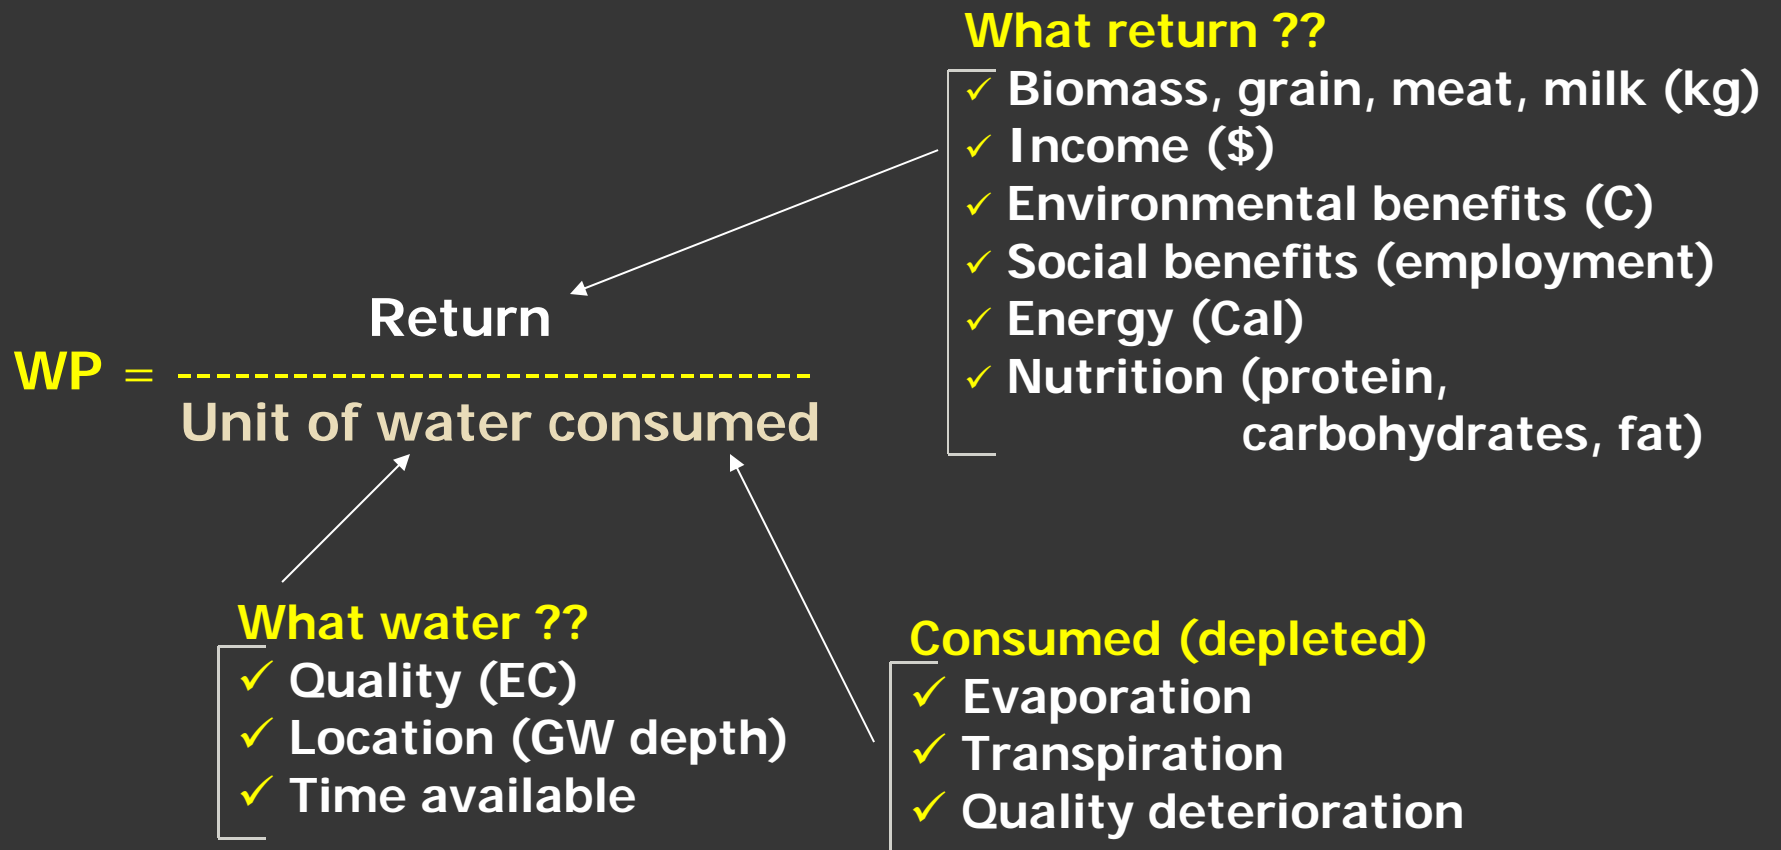 What return ??
✓ Biomass, grain, meat, milk (kg)
✓ Income ($)
✓ Environmental benefits (C)
✓ Social benefits (employment)
✓ Energy (Cal)
✓ Nutrition (protein,
carbohydrates, fat)
Return
WP = ---------------------------------
Unit of water consumed
What water ??
✓ Quality (EC)
✓ Location (GW depth)
✓ Time available
Consumed (depleted)
✓ Evaporation
✓ Transpiration
✓ Quality deterioration